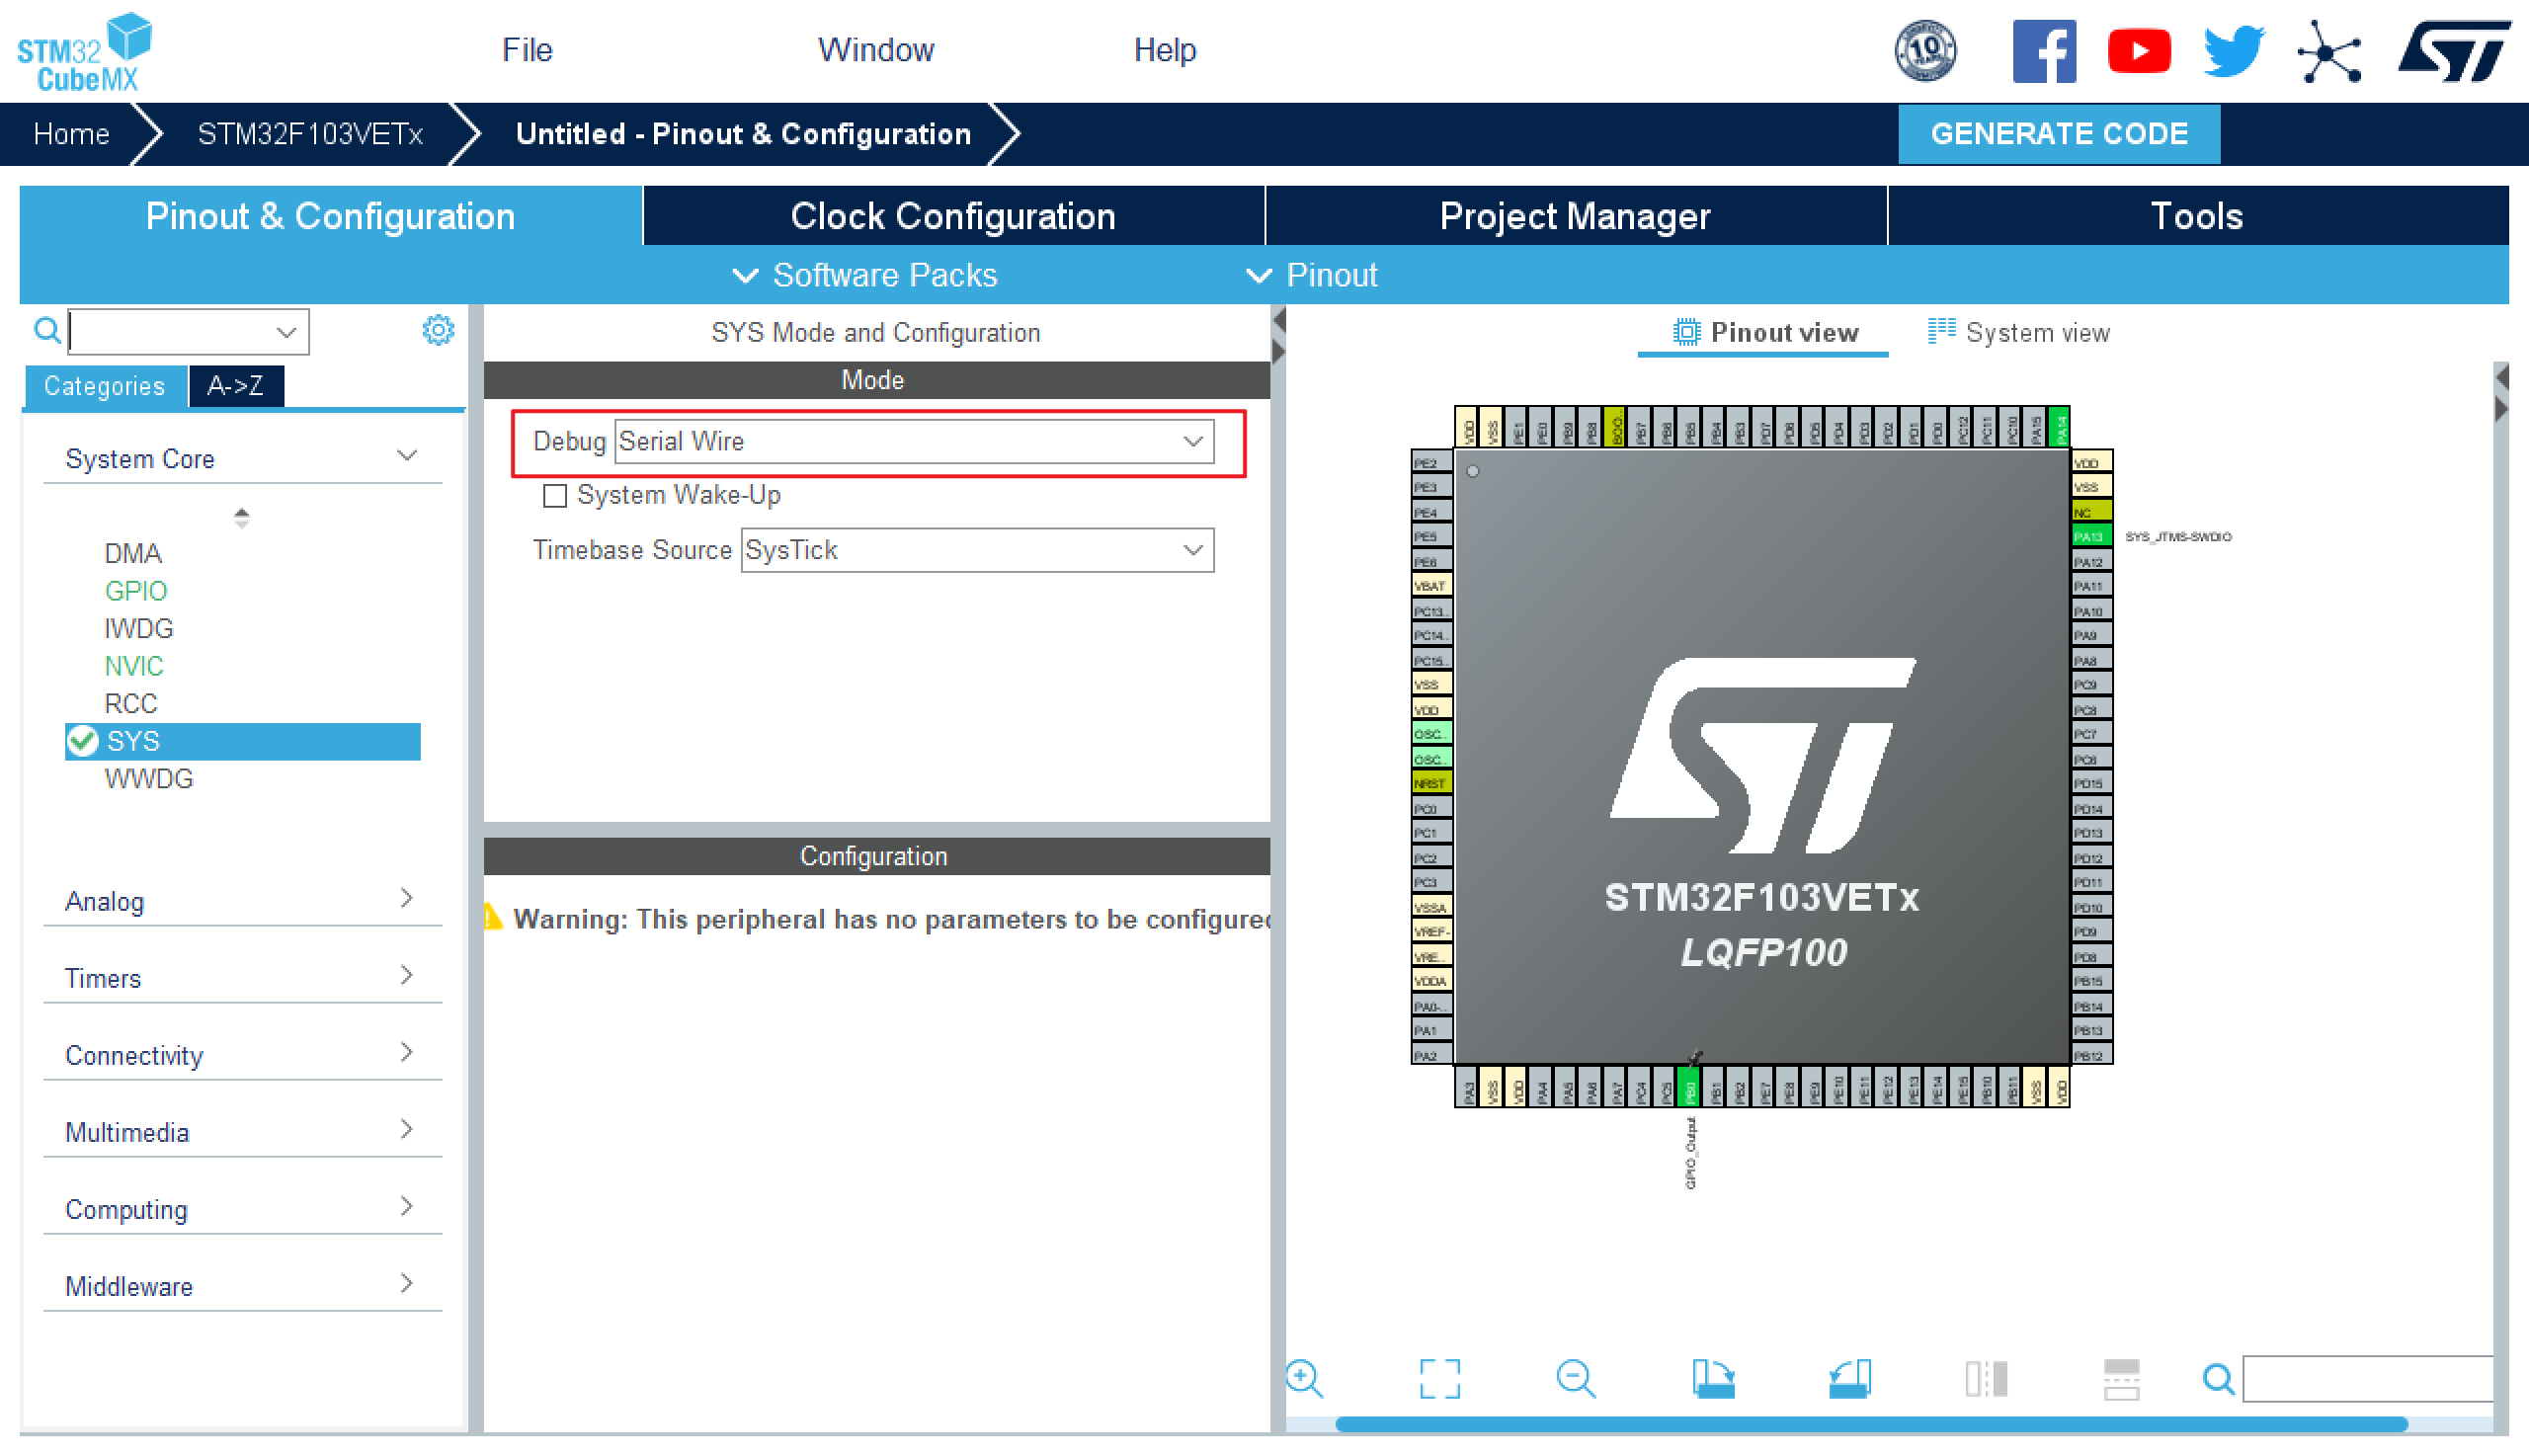 STM32
CubeMX
File
Window
Help
10
YEARS
ST
Home
STM32F103VETx
Untitled - Pinout & Configuration
GENERATE CODE
Pinout & Configuration
Clock Configuration
Project Manager
Tools
Software Packs
Pinout
Categories
A->Z
System Core
DMA
GPIO
IWDG
NVIC
RCC
SYS
WWDG
Analog
Timers
Connectivity
Multimedia
Computing
Middleware
SYS Mode and Configuration
Mode
Debug Serial Wire
System Wake-Up
Timebase Source SysTick
Configuration
Warning: This peripheral has no parameters to be configured
Pinout view
System view
VDD VSS PE1 PE0 PB9 PB8 BOO.. PB7 PB6 PB5 PB4 PB3 PD7 PD6 PD5 PD4 PD3 PD2 PD1 PD0 PC12 PC11 PC10 PA15 PA14
PE2
PE3
PE4
PE5
PE6
VBAT
PC13..
PC14..
PC15..
VSS
VDD
OSC..
OSC..
NRST
PC0
PC1
PC2
PC3
VSSA
VREF-
VRE..
VDDA
PA0-..
PA1
PA2
ST
STM32F103VETx
LQFP100
VDD
VSS
NC
PA13
SYS_JTMS-SWDIO
PA12
PA11
PA10
PA9
PA8
PC9
PC8
PC7
PC6
PD15
PD14
PD13
PD12
PD11
PD10
PD9
PD8
PB15
PB14
PB13
PB12
PA3 VSS VDD PA4 PA5 PA6 PA7 PC4 PC5 PB0 PB1 PB2 PE7 PE8 PE9 PE10 PE11 PE12 PE13 PE14 PE15 PB10 PB11 VSS VDD
GPIO_Output